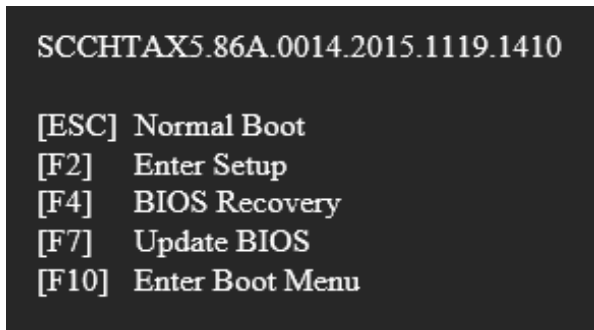 SCCHTAX5.86A.0014.2015.1119.1410
[ESC] Normal Boot
[F2] Enter Setup
[F4] BIOS Recovery
[F7] Update BIOS
[F10] Enter Boot Menu